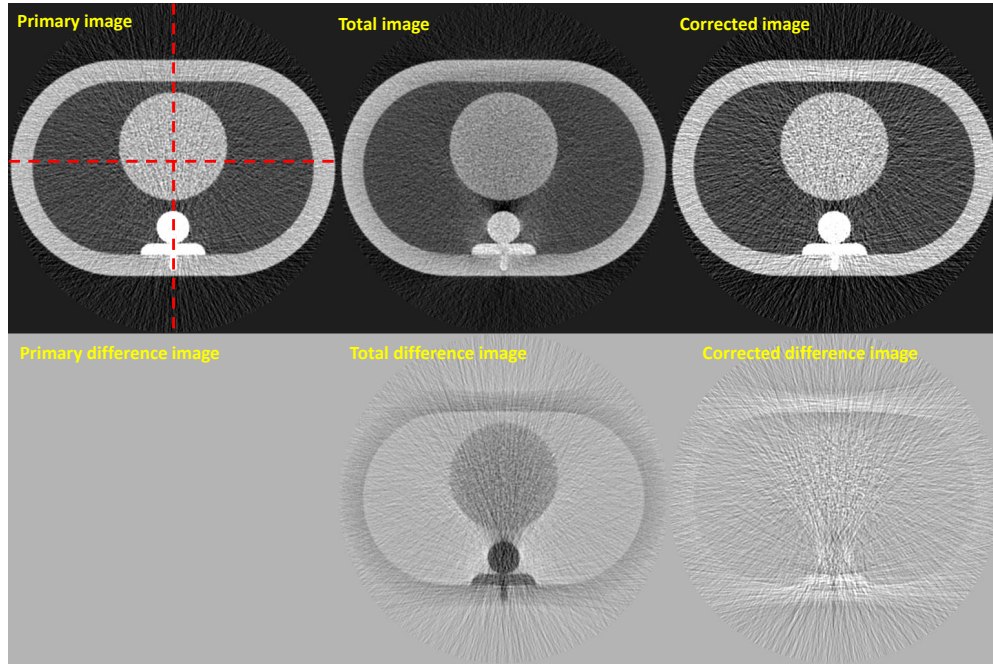 Primary image
Total image
Corrected image
Primary difference image
Total difference image
Corrected difference image